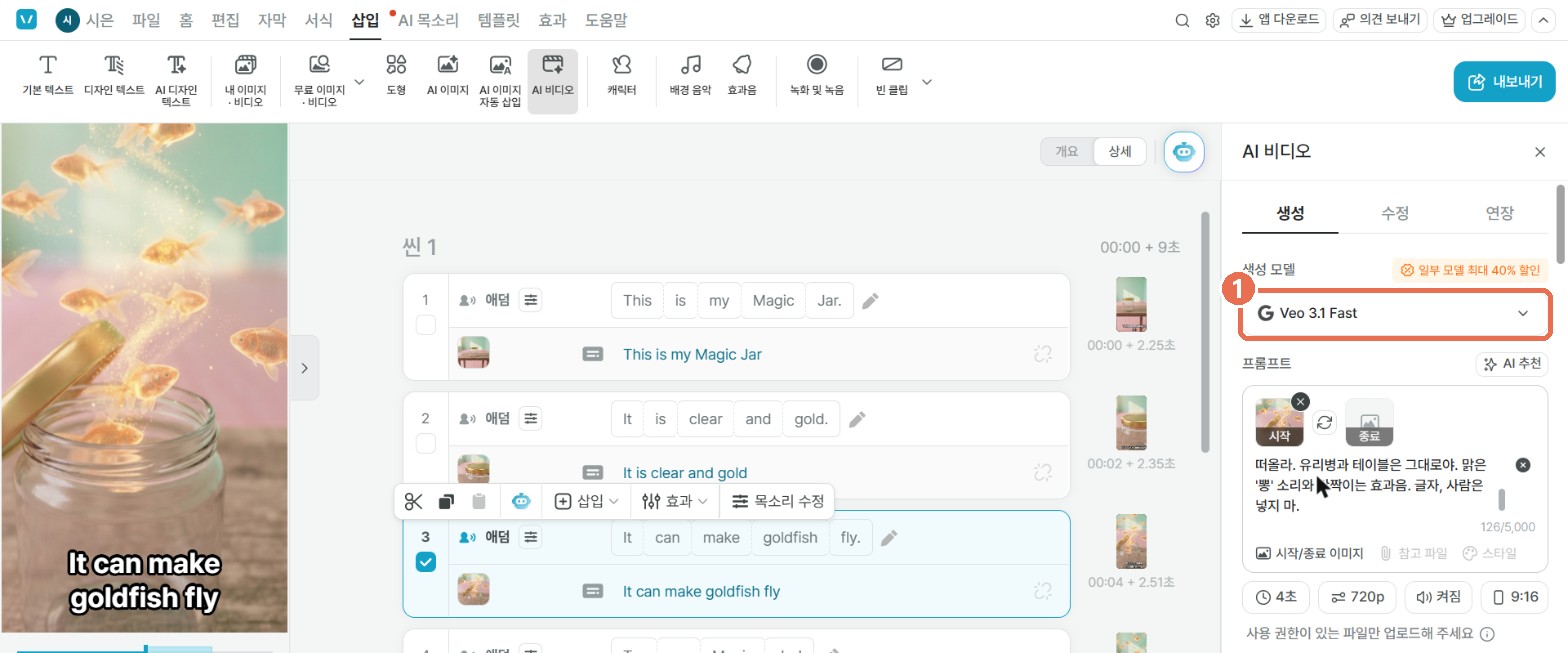 시 시은 파일 홈 편집 자막 서식 삽입 AI 목소리 템플릿 효과 도움말
앱 다운로드 의견 보내기 업그레이드
기본 텍스트 디자인 텍스트 AI 디자인 텍스트 내 이미지 · 비디오 무료 이미지 · 비디오 도형 AI 이미지 AI 이미지 자동 삽입 AI 비디오 캐릭터 배경 음악 효과음 녹화 및 녹음 빈 클립
내보내기
It can make
goldfish fly
개요 상세
씬 1 00:00 + 9초
1 애덤 This is my Magic Jar.
This is my Magic Jar
00:00 + 2.25초
2 애덤 It is clear and gold.
It is clear and gold
00:02 + 2.35초
삽입 효과 목소리 수정
3 애덤 It can make goldfish fly.
It can make goldfish fly
00:04 + 2.51초
AI 비디오
생성 수정 연장
생성 모델 일부 모델 최대 40% 할인
1
Veo 3.1 Fast
프롬프트 AI 추천
시작 종료
떠올라. 유리병과 테이블은 그대로야. 맑은
'뿅' 소리와 이는 효과음. 글자, 사람은
넣지 마.
126/5,000
시작/종료 이미지 참고 파일 스타일
4초 720p 켜짐 9:16
사용 권한이 있는 파일만 업로드해 주세요